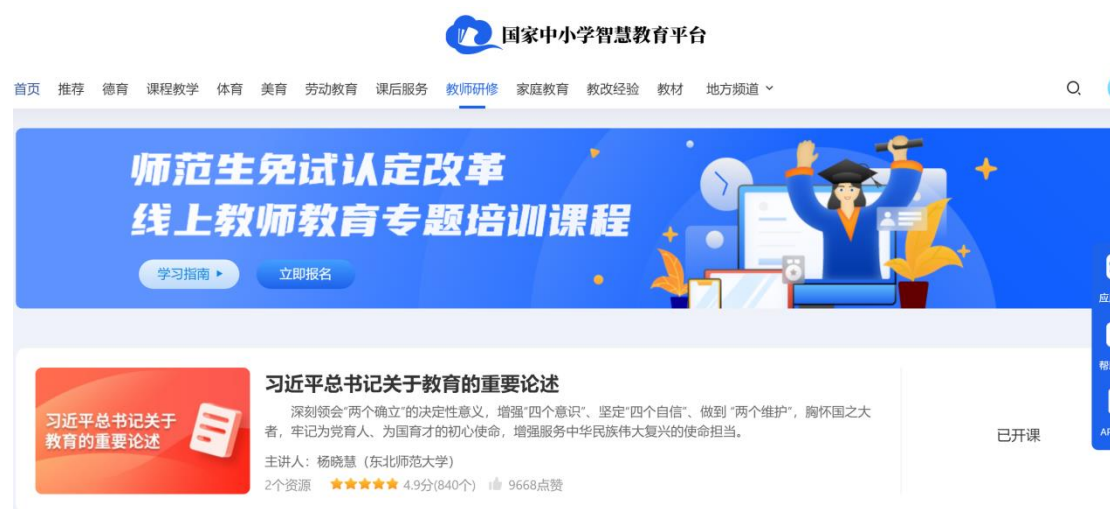 国家中小学智慧教育平台
首页 推荐 德育 课程教学 体育 美育 劳动教育 课后服务 教师研修 家庭教育 教改经验 教材 地方频道
师范生免试认定改革
线上教师教育专题培训课程
学习指南 立即报名
应
帮
习近平总书记关于教育的重要论述
习近平总书记关于
教育的重要论述
深刻领会“两个确立”的决定性意义，增强“四个意识”、坚定“四个自信”、做到 “两个维护”，胸怀国之大
者，牢记为党育人、为国育才的初心使命，增强服务中华民族伟大复兴的使命担当。
已开课
主讲人：杨晓慧（东北师范大学）
2个资源 4.9分(840个) 9668点赞